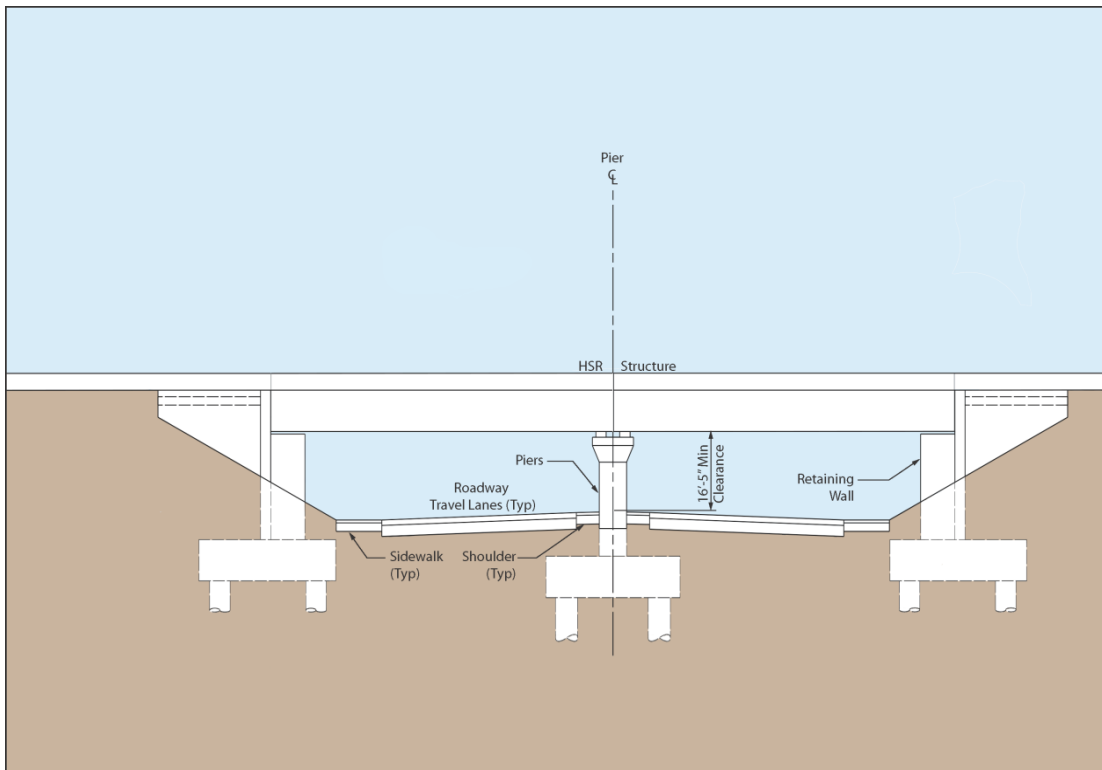 Pier
℄
HSR Structure
Piers
16'-5" Min
Clearance
Retaining
Wall
Roadway
Travel Lanes (Typ)
Sidewalk
(Typ)
Shoulder
(Typ)